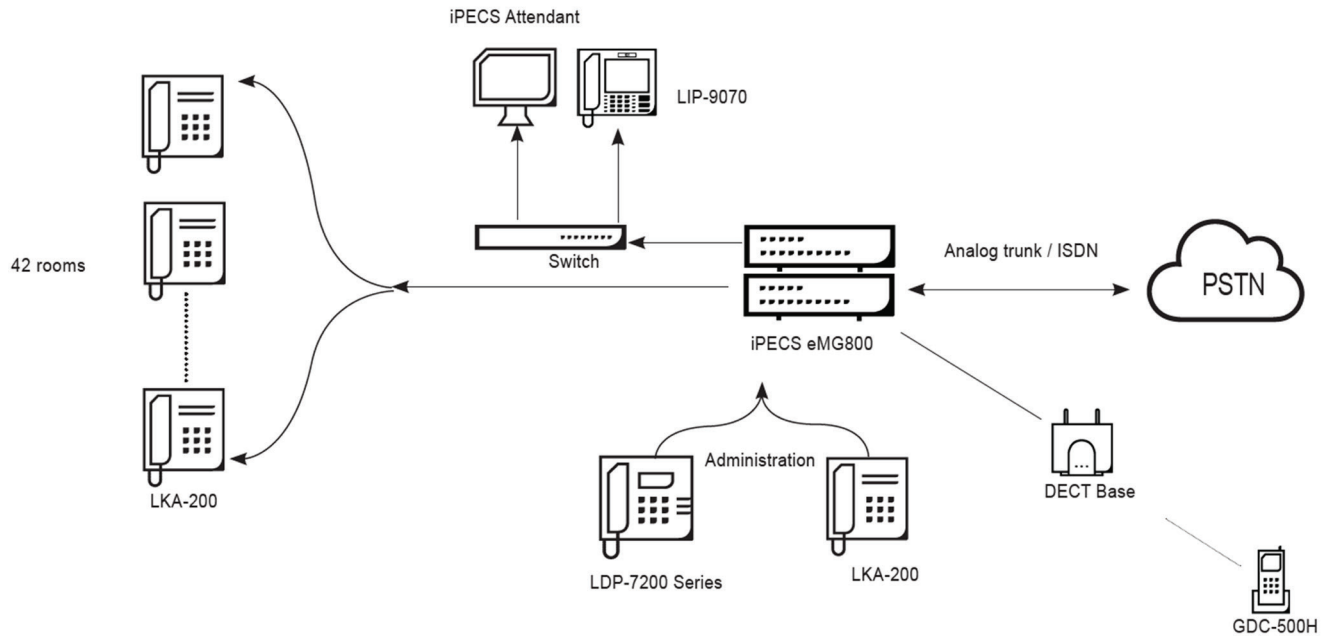 iPECS Attendant
LIP-9070
42 rooms
Switch
Analog trunk / ISDN
PSTN
iPECS eMG800
Administration
DECT Base
LKA-200
LDP-7200 Series
LKA-200
GDC-500H